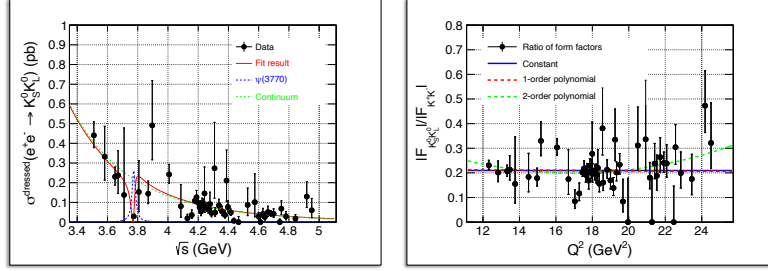 σ^dressed(e⁺e⁻ → K⁰_S K⁰_L) (pb)
1
0.9
0.8
0.7
0.6
0.5
0.4
0.3
0.2
0.1
0
Data
Fit result
ψ(3770)
Continuum
3.4 3.6 3.8 4 4.2 4.4 4.6 4.8 5
√s (GeV)
|F_{K⁰_S K⁰_L}|/|F_{K⁺K⁻}|
0.8
0.7
0.6
0.5
0.4
0.3
0.2
0.1
0
Ratio of form factors
Constant
1-order polynomial
2-order polynomial
12 14 16 18 20 22 24
Q² (GeV²)